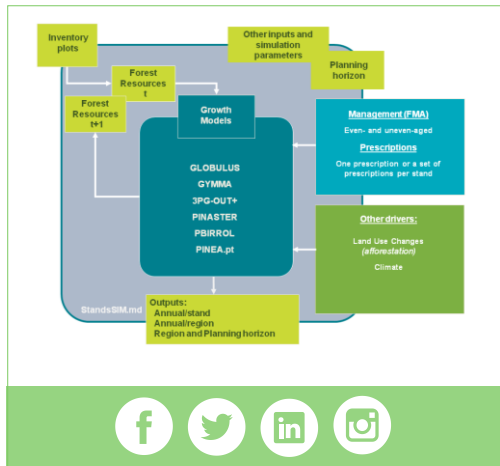 Inventory
plots
Other inputs and
simulation
parameters
Planning
horizon
Forest
Resources
t
Forest
Resources
t+1
Growth
Models
GLOBULUS
GYMMA
3PG-OUT+
PINASTER
PBIRROL
PINEA.pt
Management (FMA)
Even- and uneven-aged
Prescriptions
One prescription or a set of
prescriptions per stand
Other drivers:
Land Use Changes
(afforestation)
Climate
StandsSIM.md
Outputs:
Annual/stand
Annual/region
Region and Planning horizon